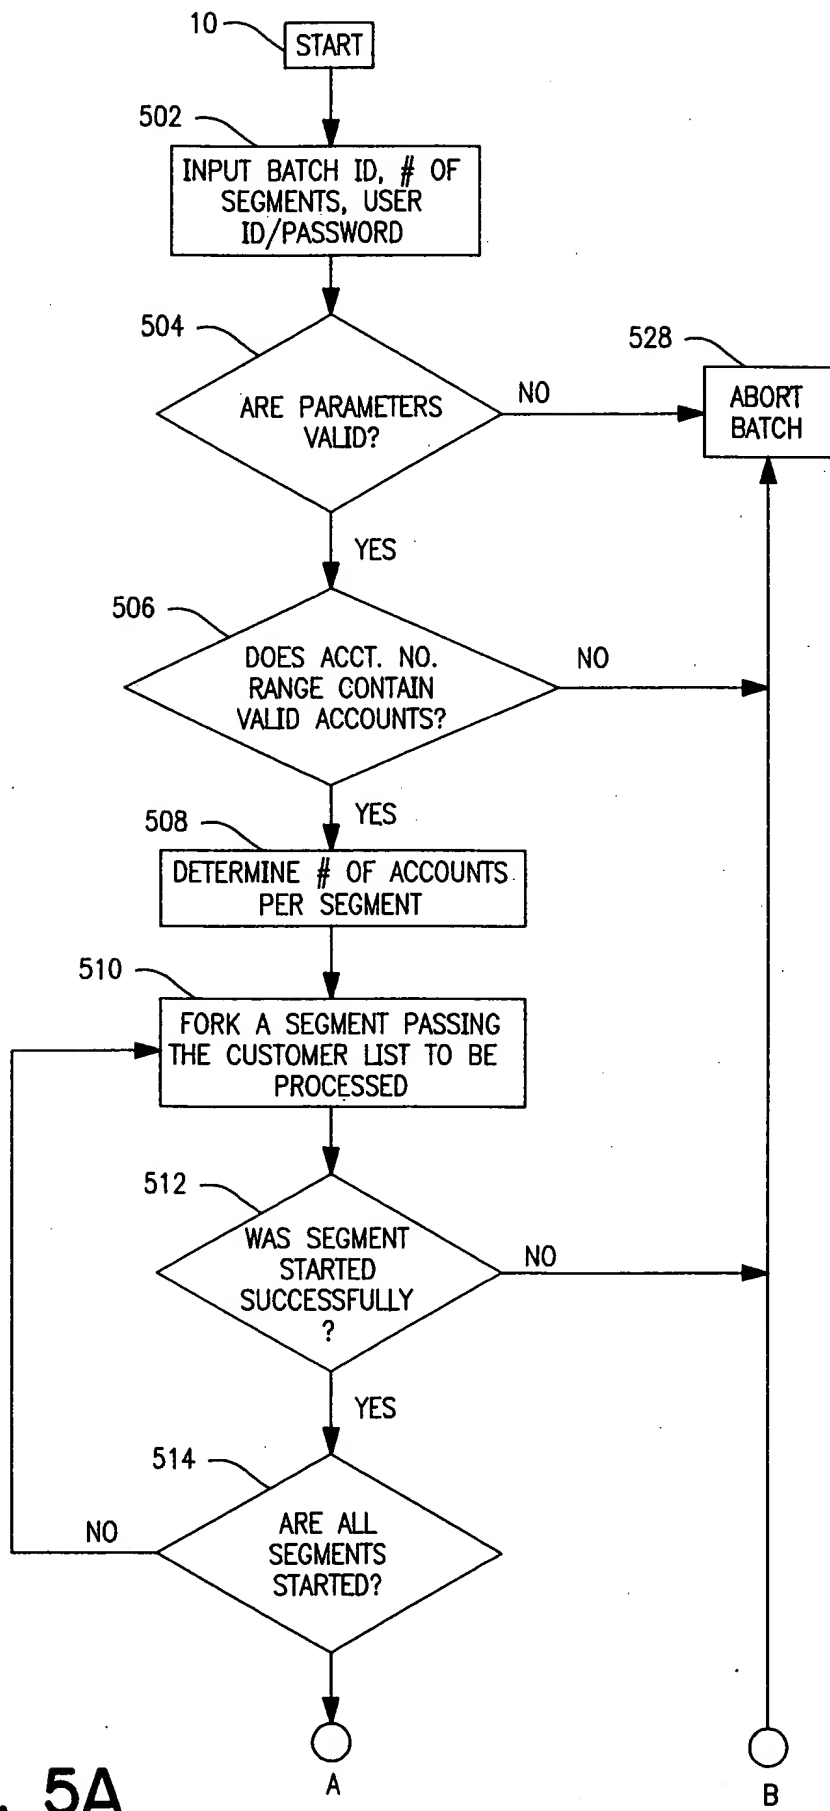 10
START
502
INPUT BATCH ID, # OF
SEGMENTS, USER
ID/PASSWORD
504
ARE PARAMETERS
VALID?
NO
528
ABORT
BATCH
YES
506
DOES ACCT. NO.
RANGE CONTAIN
VALID ACCOUNTS?
NO
YES
508
DETERMINE # OF ACCOUNTS
PER SEGMENT
510
FORK A SEGMENT PASSING
THE CUSTOMER LIST TO BE
PROCESSED
512
WAS SEGMENT
STARTED
SUCCESSFULLY
?
NO
YES
514
ARE ALL
SEGMENTS
STARTED?
NO
A
B
. 5A